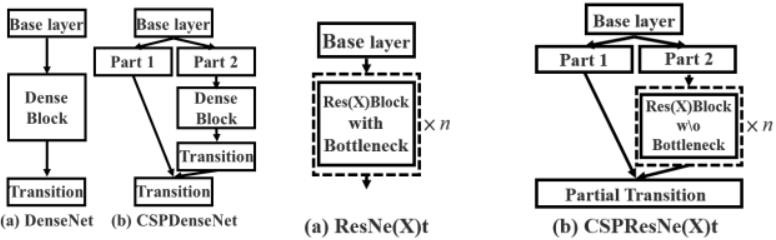 Base layer
Dense
Block
Transition
(a) DenseNet
Base layer
Part 1
Part 2
Dense
Block
Transition
Transition
(b) CSPDenseNet
Base layer
Res(X)Block
with
Bottleneck
× n
(a) ResNe(X)t
Base layer
Part 1
Part 2
Res(X)Block
w\o
Bottleneck
× n
Partial Transition
(b) CSPResNe(X)t